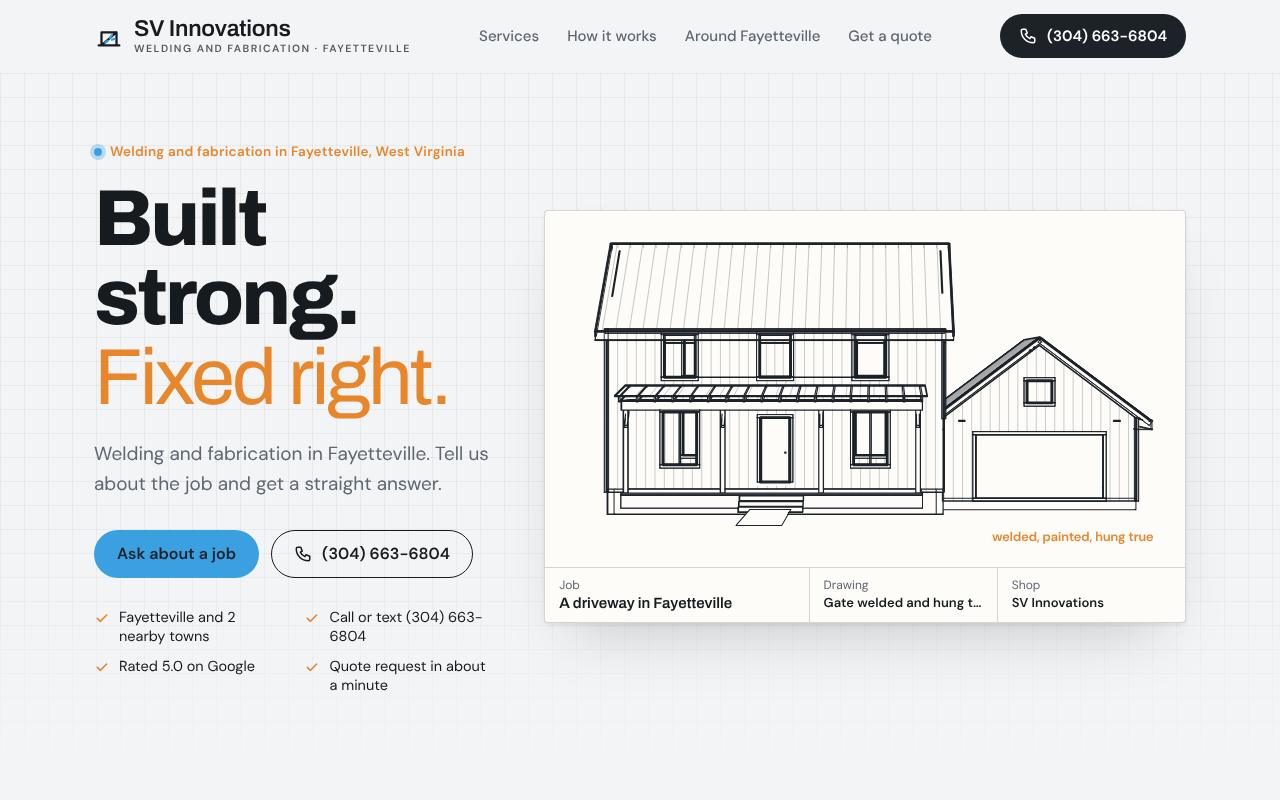 SV Innovations
WELDING AND FABRICATION · FAYETTEVILLE
Services
How it works
Around Fayetteville
Get a quote
(304) 663-6804
Welding and fabrication in Fayetteville, West Virginia
Built
strong.
Fixed right.
Welding and fabrication in Fayetteville. Tell us
about the job and get a straight answer.
Ask about a job
(304) 663-6804
Fayetteville and 2
nearby towns
Call or text (304) 663-
6804
Rated 5.0 on Google
Quote request in about
a minute
welded, painted, hung true
Job
A driveway in Fayetteville
Drawing
Gate welded and hung t...
Shop
SV Innovations